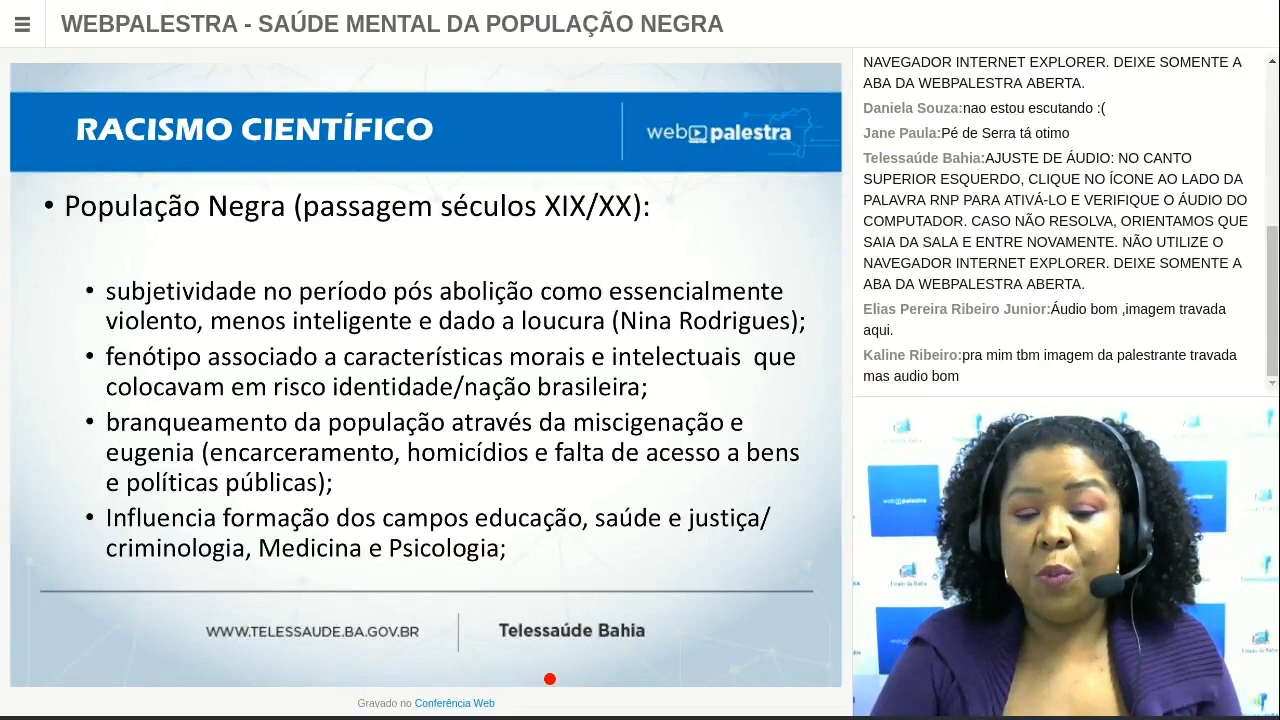 WEBPALESTRA - SAÚDE MENTAL DA POPULAÇÃO NEGRA
RACISMO CIENTÍFICO
web palestra
• População Negra (passagem séculos XIX/XX):
• subjetividade no período pós abolição como essencialmente
violento, menos inteligente e dado a loucura (Nina Rodrigues);
• fenótipo associado a características morais e intelectuais que
colocavam em risco identidade/nação brasileira;
• branqueamento da população através da miscigenação e
eugenia (encarceramento, homicídios e falta de acesso a bens
e políticas públicas);
• Influencia formação dos campos educação, saúde e justiça/
criminologia, Medicina e Psicologia;
WWW.TELESSAUDE.BA.GOV.BR
Telessaúde Bahia
Gravado no Conferência Web
NAVEGADOR INTERNET EXPLORER. DEIXE SOMENTE A
ABA DA WEBPALESTRA ABERTA.
Daniela Souza:nao estou escutando :(
Jane Paula:Pé de Serra tá otimo
Telessaúde Bahia:AJUSTE DE ÁUDIO: NO CANTO
SUPERIOR ESQUERDO, CLIQUE NO ÍCONE AO LADO DA
PALAVRA RNP PARA ATIVÁ-LO E VERIFIQUE O ÁUDIO DO
COMPUTADOR. CASO NÃO RESOLVA, ORIENTAMOS QUE
SAIA DA SALA E ENTRE NOVAMENTE. NÃO UTILIZE O
NAVEGADOR INTERNET EXPLORER. DEIXE SOMENTE A
ABA DA WEBPALESTRA ABERTA.
Elias Pereira Ribeiro Junior:Áudio bom ,imagem travada
aqui.
Kaline Ribeiro:pra mim tbm imagem da palestrante travada
mas audio bom
web palestra